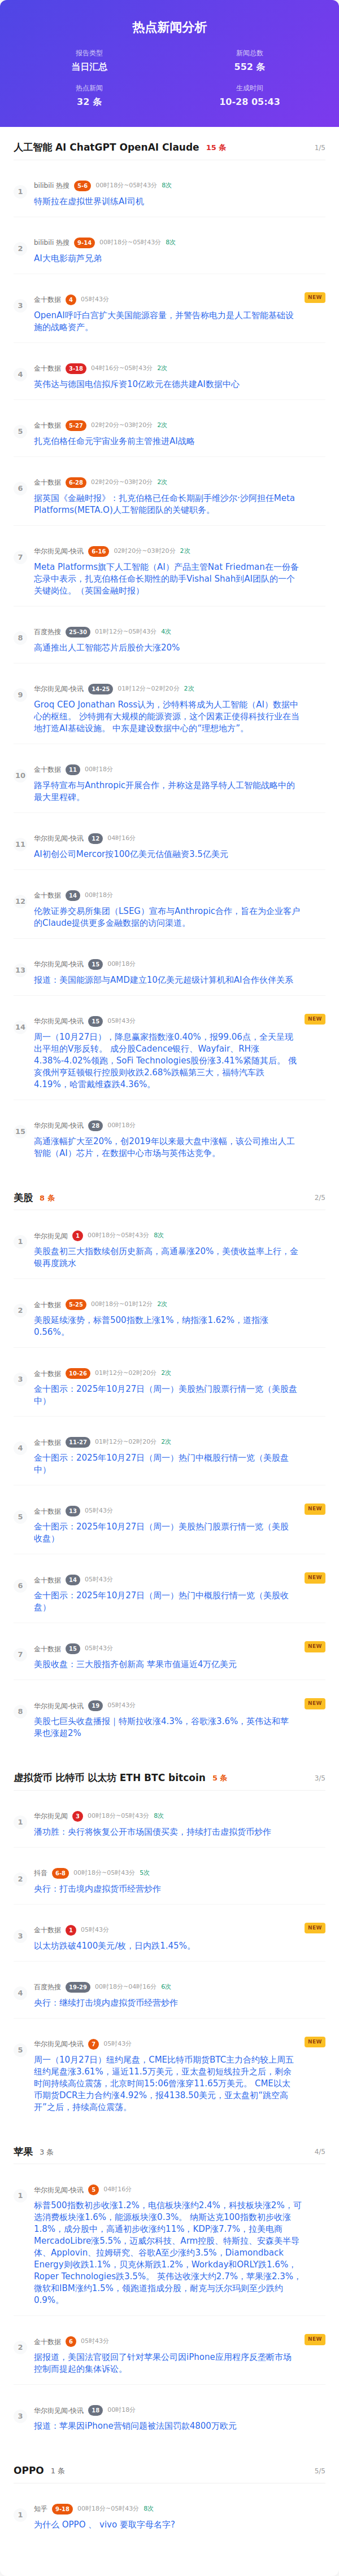 热点新闻分析
报告类型
当日汇总
新闻总数
552 条
热点新闻
32 条
生成时间
10-28 05:43
人工智能 AI ChatGPT OpenAI Claude 15 条 1/5
1
bilibili 热搜 5-6 00时18分~05时43分 8次
特斯拉在虚拟世界训练AI司机
2
bilibili 热搜 9-14 00时18分~05时43分 8次
AI大电影葫芦兄弟
3
金十数据 4 05时43分 NEW
OpenAI呼吁白宫扩大美国能源容量，并警告称电力是人工智能基础设
施的战略资产。
4
金十数据 3-18 04时16分~05时43分 2次
英伟达与德国电信拟斥资10亿欧元在德共建AI数据中心
5
金十数据 5-27 02时20分~03时20分 2次
扎克伯格任命元宇宙业务前主管推进AI战略
6
金十数据 6-28 02时20分~03时20分 2次
据英国《金融时报》：扎克伯格已任命长期副手维沙尔·沙阿担任Meta
Platforms(META.O)人工智能团队的关键职务。
7
华尔街见闻-快讯 6-16 02时20分~03时20分 2次
Meta Platforms旗下人工智能（AI）产品主管Nat Friedman在一份备
忘录中表示，扎克伯格任命长期性的助手Vishal Shah到AI团队的一个
关键岗位。（英国金融时报）
8
百度热搜 25-30 01时12分~05时43分 4次
高通推出人工智能芯片后股价大涨20%
9
华尔街见闻-快讯 14-25 01时12分~02时20分 2次
Groq CEO Jonathan Ross认为，沙特料将成为人工智能（AI）数据中
心的枢纽。 沙特拥有大规模的能源资源，这个因素正使得科技行业在当
地打造AI基础设施。 中东是建设数据中心的“理想地方”。
10
金十数据 11 00时18分
路孚特宣布与Anthropic开展合作，并称这是路孚特人工智能战略中的
最大里程碑。
11
华尔街见闻-快讯 12 04时16分
AI初创公司Mercor按100亿美元估值融资3.5亿美元
12
金十数据 14 00时18分
伦敦证券交易所集团（LSEG）宣布与Anthropic合作，旨在为企业客户
的Claude提供更多金融数据的访问渠道。
13
华尔街见闻-快讯 15 00时18分
报道：美国能源部与AMD建立10亿美元超级计算机和AI合作伙伴关系
14
华尔街见闻-快讯 15 05时43分 NEW
周一（10月27日），降息赢家指数涨0.40%，报99.06点，全天呈现
出平坦的V形反转。 成分股Cadence银行、Wayfair、RH涨
4.38%-4.02%领跑，SoFi Technologies股份涨3.41%紧随其后。 俄
亥俄州亨廷顿银行控股则收跌2.68%跌幅第三大，福特汽车跌
4.19%，哈雷戴维森跌4.36%。
15
华尔街见闻-快讯 28 00时18分
高通涨幅扩大至20%，创2019年以来最大盘中涨幅，该公司推出人工
智能（AI）芯片，在数据中心市场与英伟达竞争。
美股 8 条 2/5
1
华尔街见闻 1 00时18分~05时43分 8次
美股盘初三大指数续创历史新高，高通暴涨20%，美债收益率上行，金
银再度跳水
2
金十数据 5-25 00时18分~01时12分 2次
美股延续涨势，标普500指数上涨1%，纳指涨1.62%，道指涨
0.56%。
3
金十数据 10-26 01时12分~02时20分 2次
金十图示：2025年10月27日（周一）美股热门股票行情一览（美股盘
中）
4
金十数据 11-27 01时12分~02时20分 2次
金十图示：2025年10月27日（周一）热门中概股行情一览（美股盘
中）
5
金十数据 13 05时43分 NEW
金十图示：2025年10月27日（周一）美股热门股票行情一览（美股
收盘）
6
金十数据 14 05时43分 NEW
金十图示：2025年10月27日（周一）热门中概股行情一览（美股收
盘）
7
金十数据 15 05时43分 NEW
美股收盘：三大股指齐创新高 苹果市值逼近4万亿美元
8
华尔街见闻-快讯 19 05时43分 NEW
美股七巨头收盘播报｜特斯拉收涨4.3%，谷歌涨3.6%，英伟达和苹
果也涨超2%
虚拟货币 比特币 以太坊 ETH BTC bitcoin 5 条 3/5
1
华尔街见闻 3 00时18分~05时43分 8次
潘功胜：央行将恢复公开市场国债买卖，持续打击虚拟货币炒作
2
抖音 6-8 00时18分~05时43分 5次
央行：打击境内虚拟货币经营炒作
3
金十数据 1 05时43分 NEW
以太坊跌破4100美元/枚，日内跌1.45%。
4
百度热搜 19-29 00时18分~04时16分 6次
央行：继续打击境内虚拟货币经营炒作
5
华尔街见闻-快讯 7 05时43分 NEW
周一（10月27日）纽约尾盘，CME比特币期货BTC主力合约较上周五
纽约尾盘涨3.61%，逼近11.5万美元，亚太盘初短线拉升之后，剩余
时间持续高位震荡，北京时间15:06曾涨穿11.65万美元。 CME以太
币期货DCR主力合约涨4.92%，报4138.50美元，亚太盘初“跳空高
开”之后，持续高位震荡。
苹果 3 条 4/5
1
华尔街见闻-快讯 5 04时16分
标普500指数初步收涨1.2%，电信板块涨约2.4%，科技板块涨2%，可
选消费板块涨1.6%，能源板块涨0.3%。 纳斯达克100指数初步收涨
1.8%，成分股中，高通初步收涨约11%，KDP涨7.7%，拉美电商
MercadoLibre涨5.5%，迈威尔科技、Arm控股、特斯拉、安森美半导
体、Applovin、拉姆研究、谷歌A至少涨约3.5%，Diamondback
Energy则收跌1.1%，贝克休斯跌1.2%，Workday和ORLY跌1.6%，
Roper Technologies跌3.5%。 英伟达收涨大约2.7%，苹果涨2.3%，
微软和IBM涨约1.5%，领跑道指成分股，耐克与沃尔玛则至少跌约
0.9%。
2
金十数据 6 05时43分 NEW
据报道，美国法官驳回了针对苹果公司因iPhone应用程序反垄断市场
控制而提起的集体诉讼。
3
华尔街见闻-快讯 18 00时18分
报道：苹果因iPhone营销问题被法国罚款4800万欧元
OPPO 1 条 5/5
1
知乎 9-18 00时18分~05时43分 8次
为什么 OPPO 、 vivo 要取字母名字?